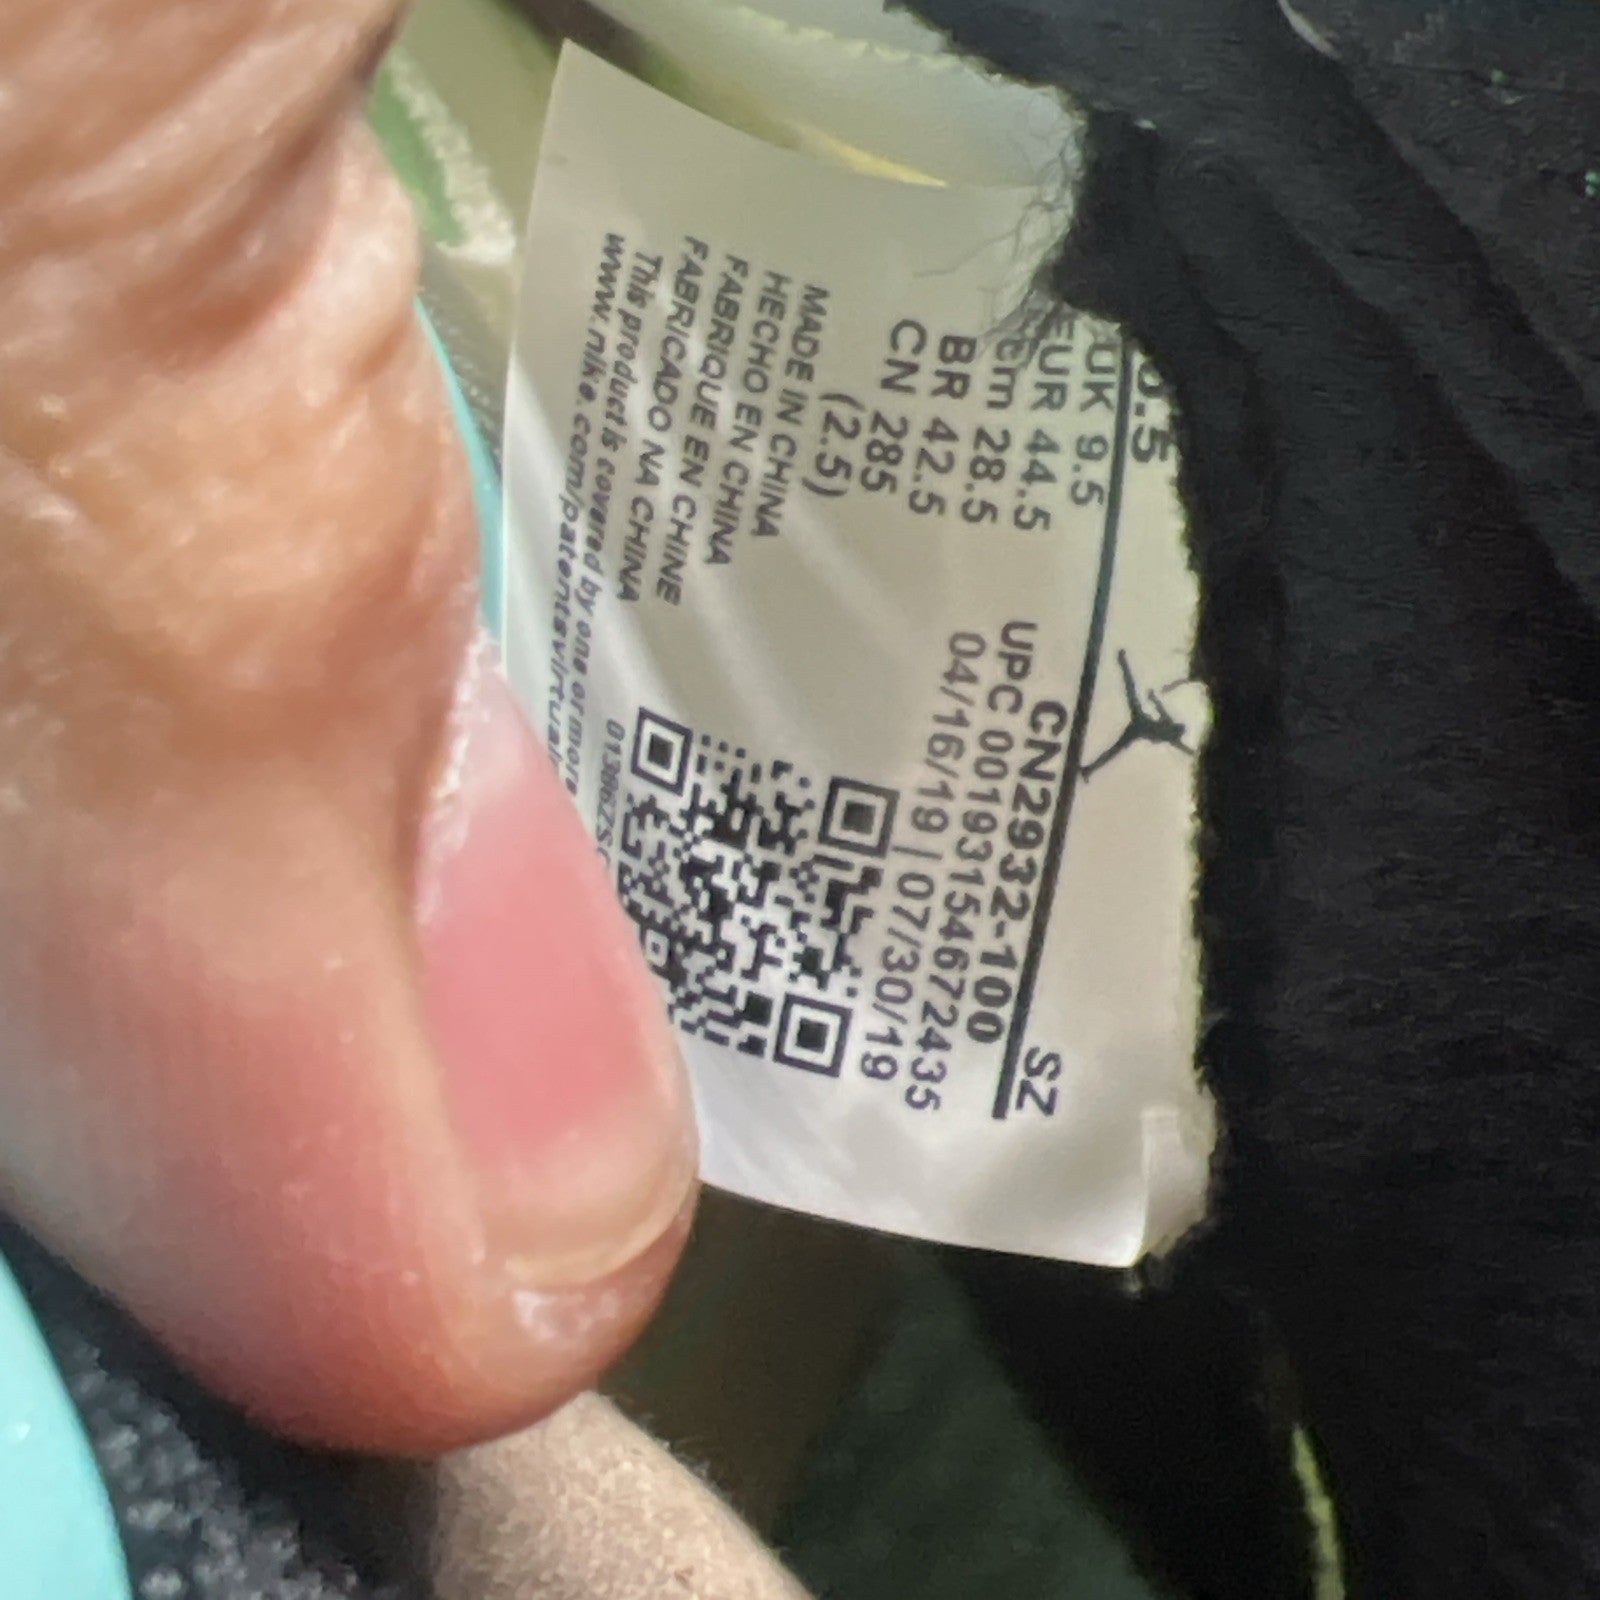 SZ
UK 9.5
EUR 44.5
cm 28.5
BR 42.5
CN 285
(2.5)
CN2932-100
UPC 00193154672435
04/16/19 | 07/30/19
MADE IN CHINA
HECHO EN CHINA
FABRIQUE EN CHINE
FABRICADO NA CHINA
This product is covered by one or more
www.nike.com/patentsvirtual